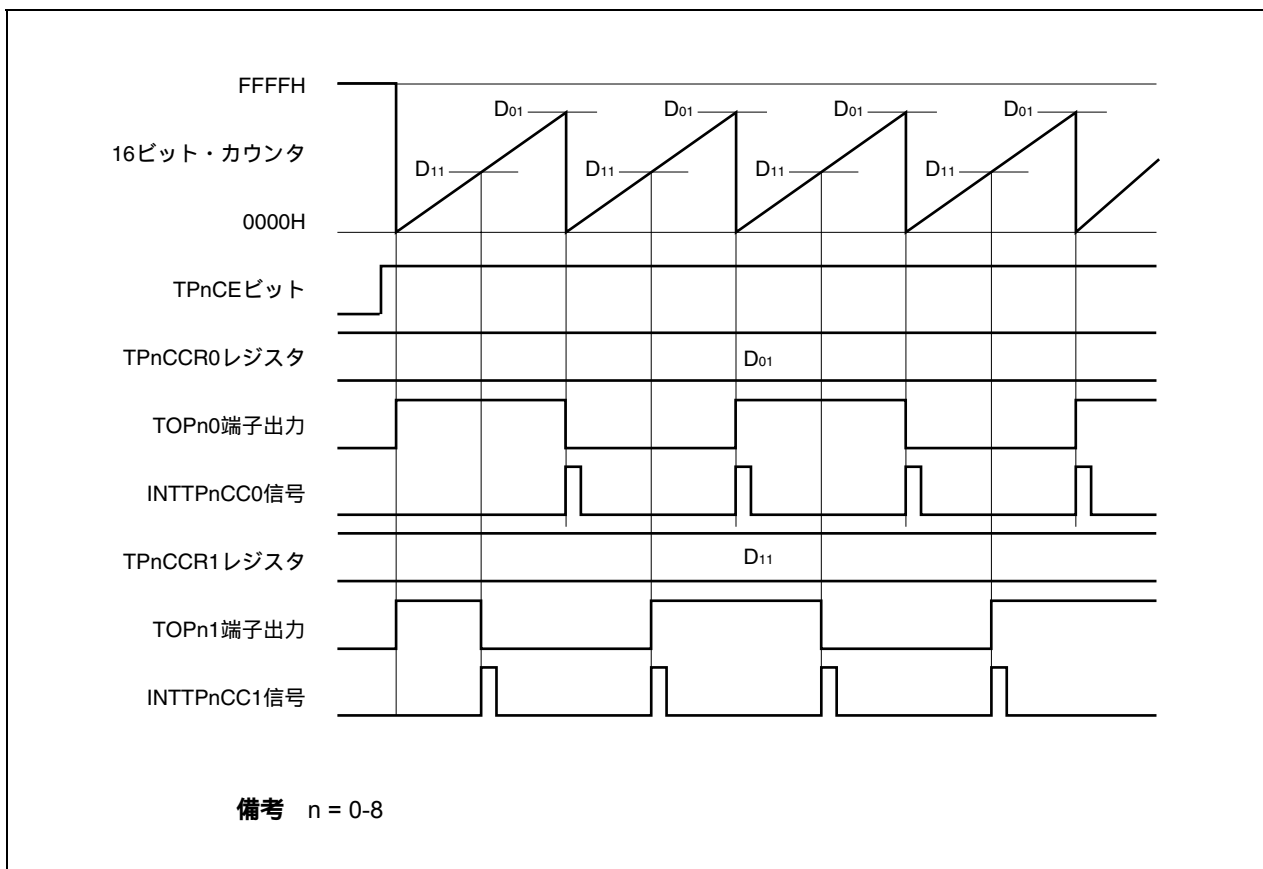 FFFFH
D01 D01 D01 D01
16ビット・カウンタ
D11 D11 D11 D11
0000H
TPnCEビット
TPnCCR0レジスタ
D01
TOPn0端子出力
INTTPnCC0信号
TPnCCR1レジスタ
D11
TOPn1端子出力
INTTPnCC1信号
備考 n = 0-8